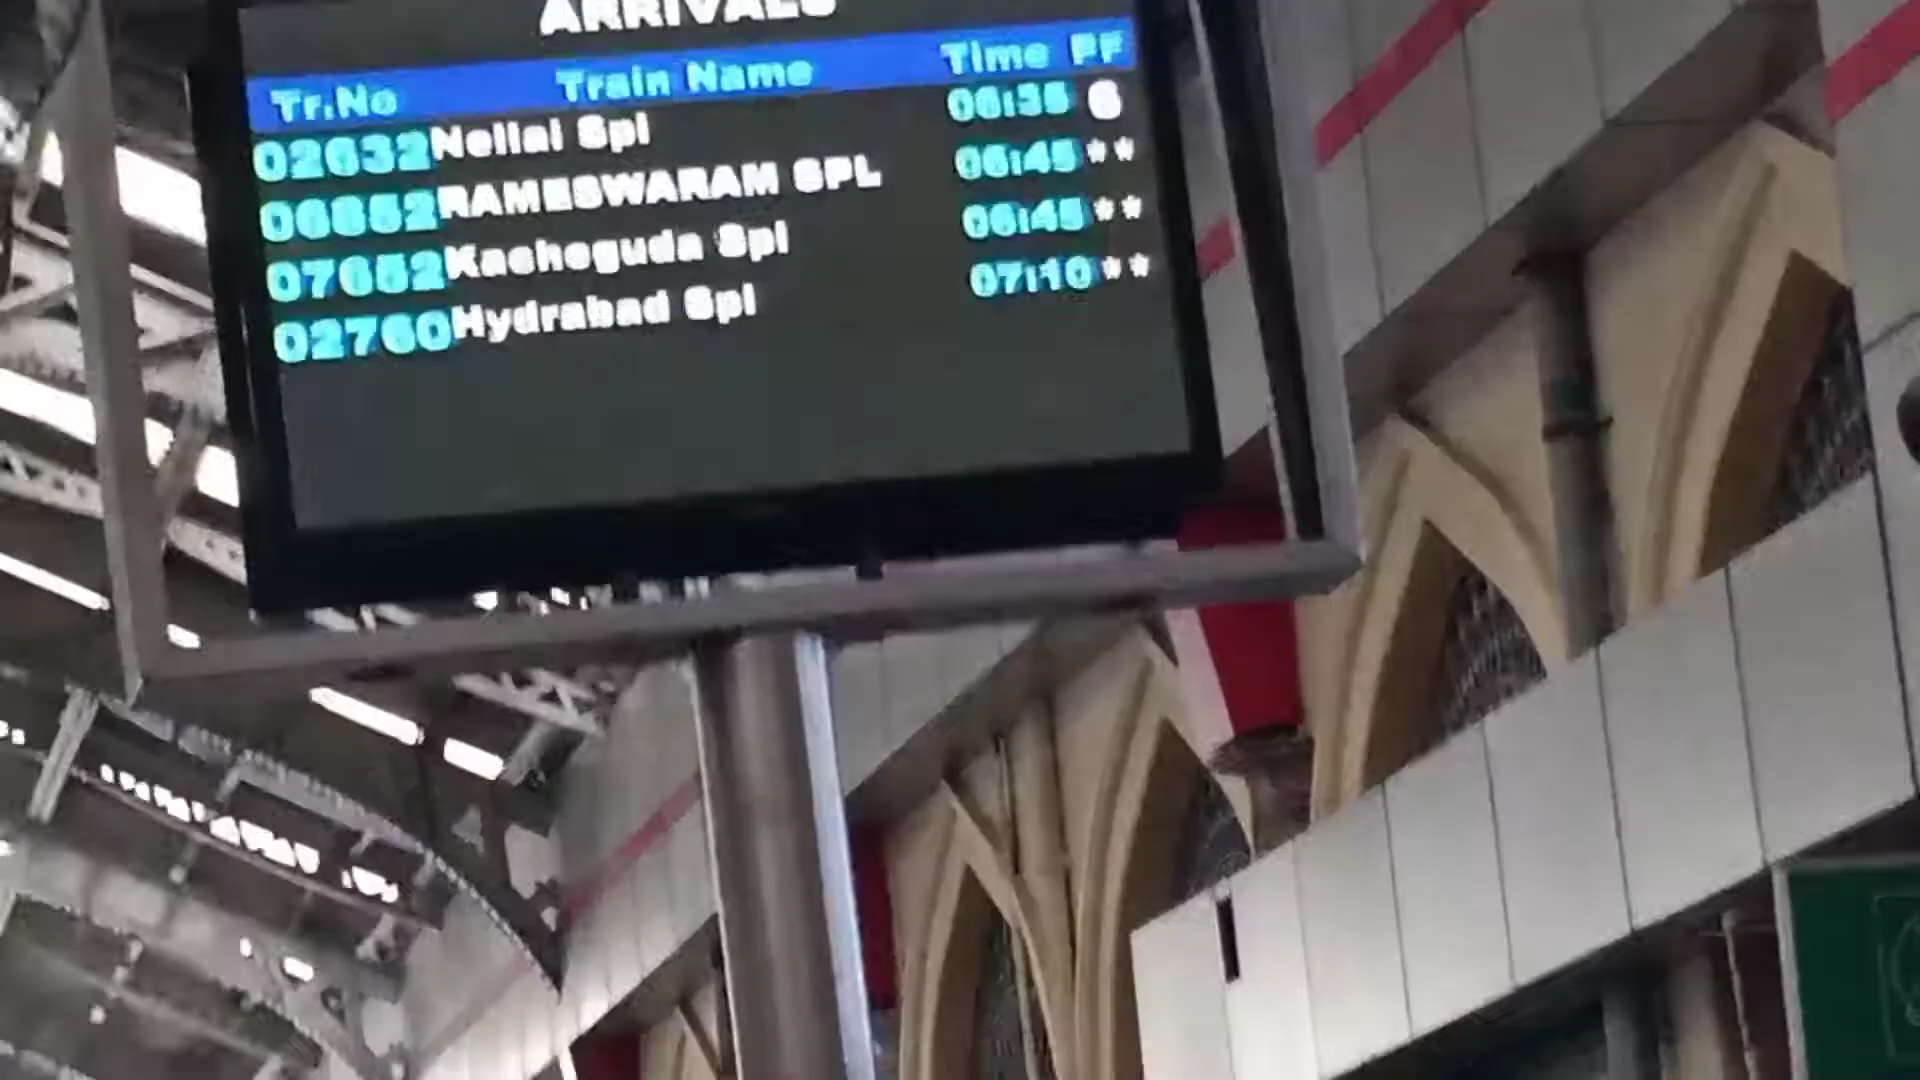 ARRIVALS
Tr.No Train Name Time PF
02632 Nellai Spl 06:35 6
06852 RAMESWARAM SPL 06:45 * *
07652 Kacheguda Spl 06:45 * *
02760 Hydrabad Spl 07:10 * *